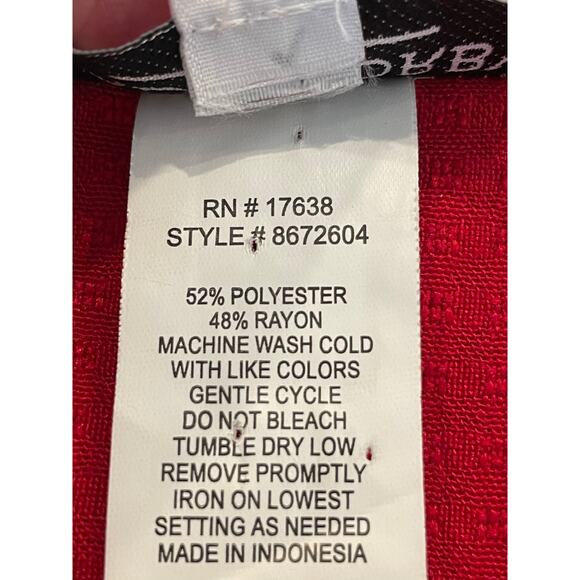 RN # 17638
STYLE # 8672604
52% POLYESTER
48% RAYON
MACHINE WASH COLD
WITH LIKE COLORS
GENTLE CYCLE
DO NOT BLEACH
TUMBLE DRY LOW
REMOVE PROMPTLY
IRON ON LOWEST
SETTING AS NEEDED
MADE IN INDONESIA